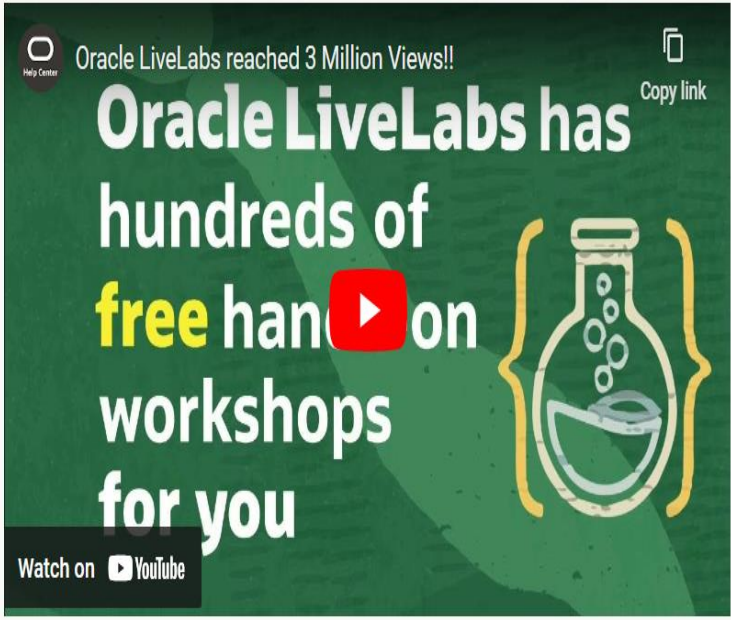 Help Center
Oracle LiveLabs reached 3 Million Views!!
Copy link
Oracle LiveLabs has
hundreds of
free han on
workshops
for you
Watch on YouTube